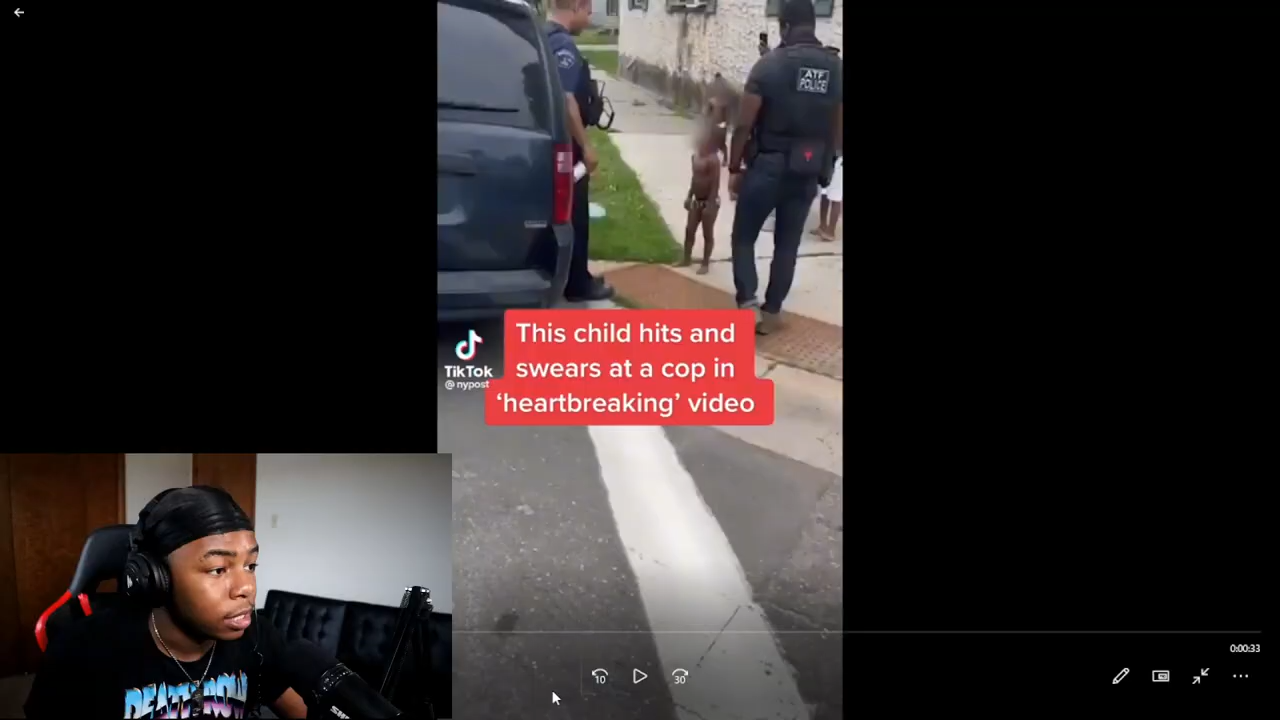 ATF
POLICE
This child hits and
swears at a cop in
‘heartbreaking’ video
TikTok
@nypost
0:00:33
10
30
DEATH ROW